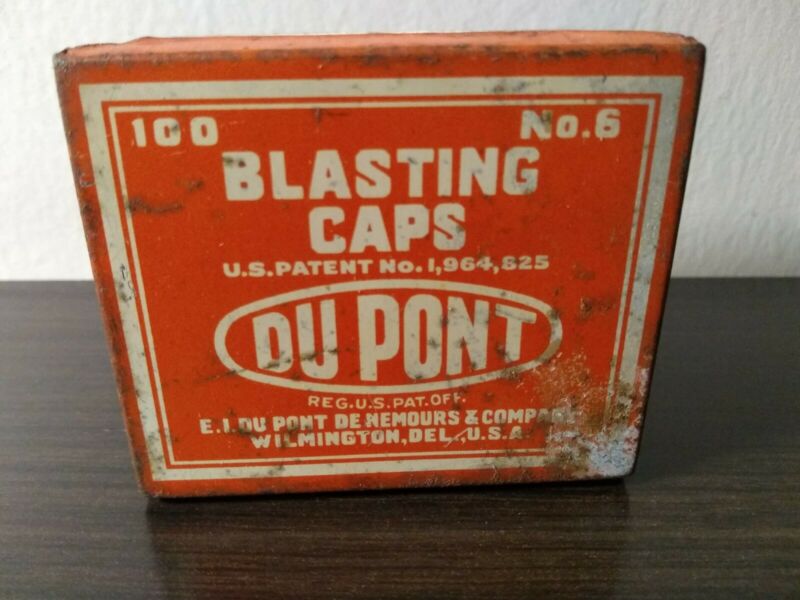 100 No.6
BLASTING
CAPS
U.S. PATENT No. 1,964,825
DU PONT
REG. U.S. PAT. OFF.
E. I. DU PONT DE NEMOURS & COMPANY
WILMINGTON, DEL., U.S.A.